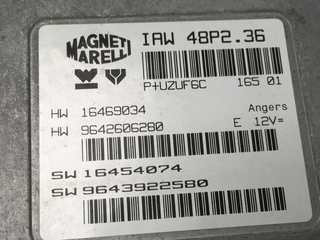 MAGNETI MARELLI
IAW 48P2.36
P+UZUF6C 165 01
HW 16469034 Angers
HW 9642606280 E 12V=
SW 16454074
SW 9643922580